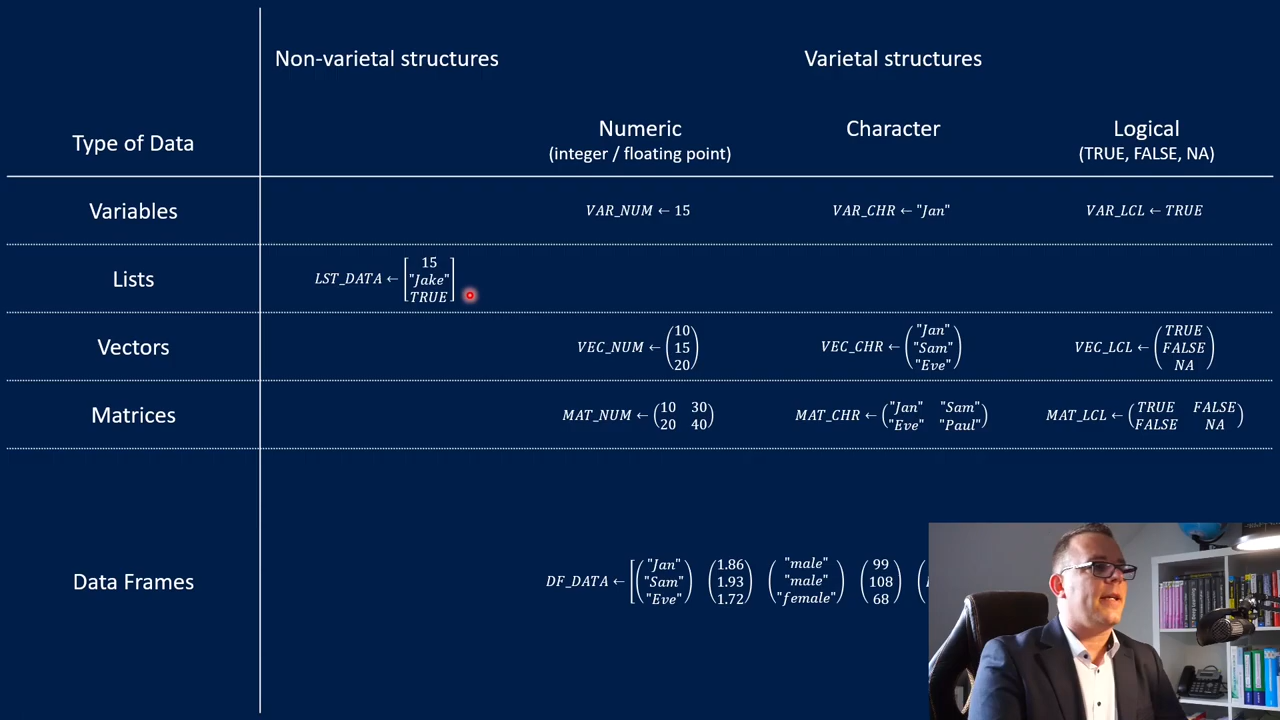 Non-varietal structures
Varietal structures
Type of Data
Numeric
(integer / floating point)
Character
Logical
(TRUE, FALSE, NA)
Variables
VAR_NUM ← 15
VAR_CHR ← "Jan"
VAR_LCL ← TRUE
Lists
LST_DATA ←
15
"Jake"
TRUE
Vectors
VEC_NUM ←
10
15
20
VEC_CHR ←
"Jan"
"Sam"
"Eve"
VEC_LCL ←
TRUE
FALSE
NA
Matrices
MAT_NUM ←
10 30
20 40
MAT_CHR ←
"Jan" "Sam"
"Eve" "Paul"
MAT_LCL ←
TRUE FALSE
FALSE NA
Data Frames
DF_DATA ←
"Jan" 1.86 "male" 99
"Sam" 1.93 "male" 108
"Eve" 1.72 "female" 68